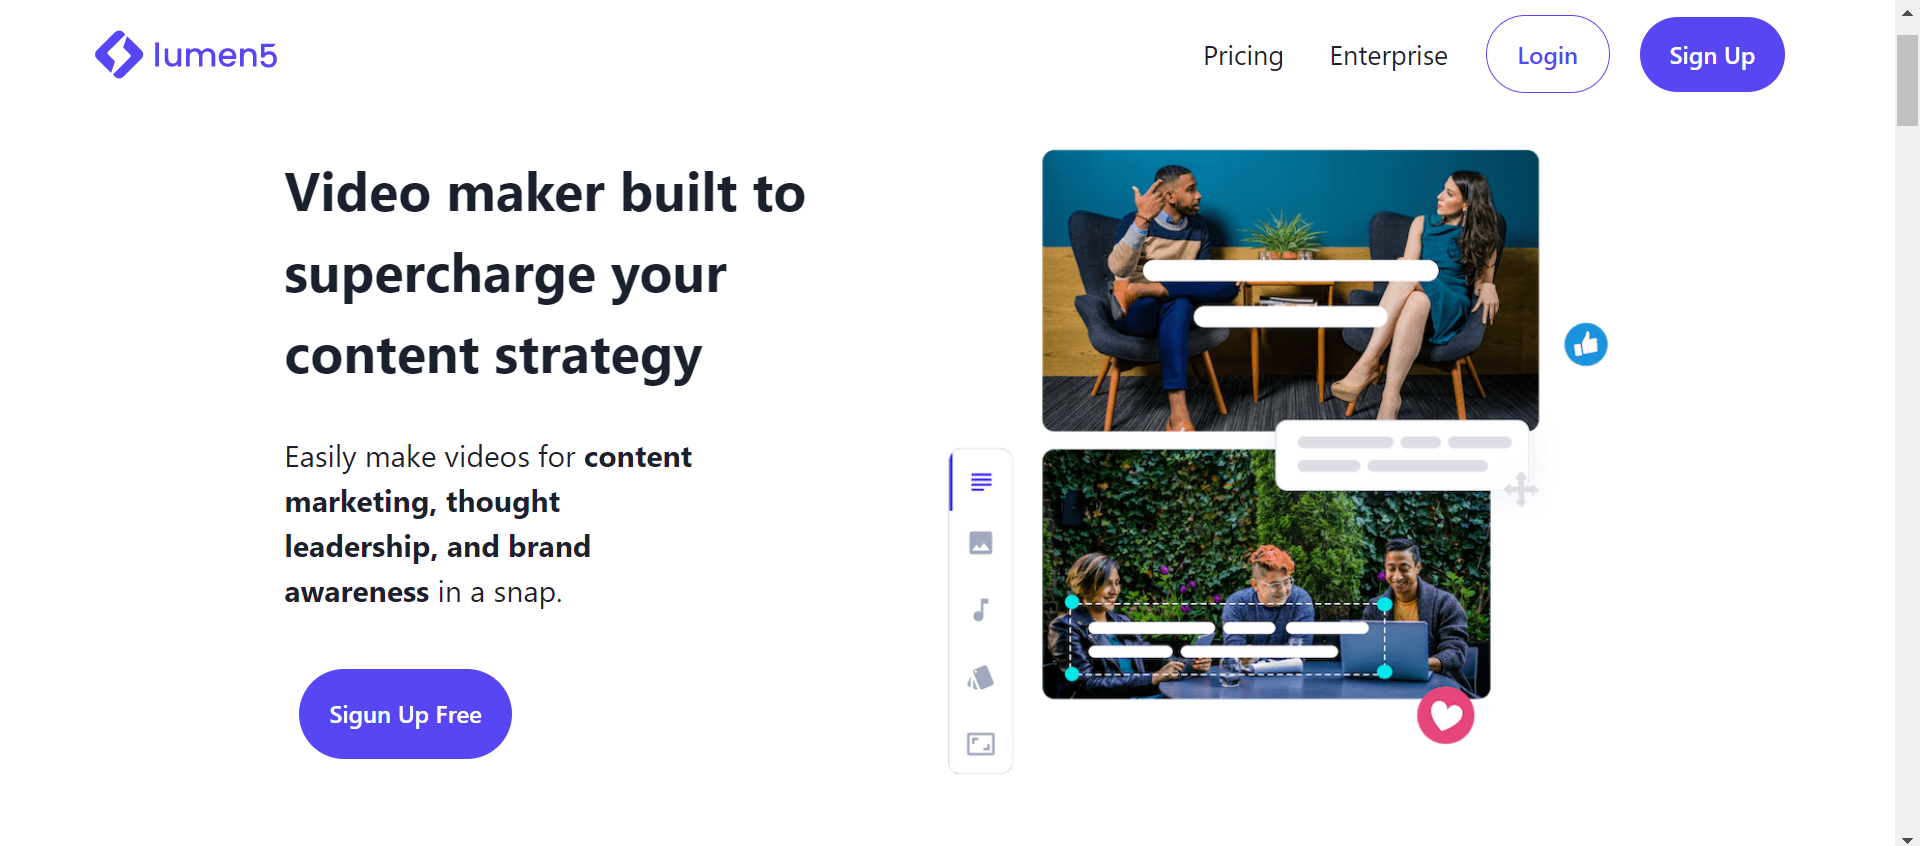 lumen5
Pricing
Enterprise
Login
Sign Up
Video maker built to
supercharge your
content strategy
Easily make videos for content
marketing, thought
leadership, and brand
awareness in a snap.
Sigun Up Free